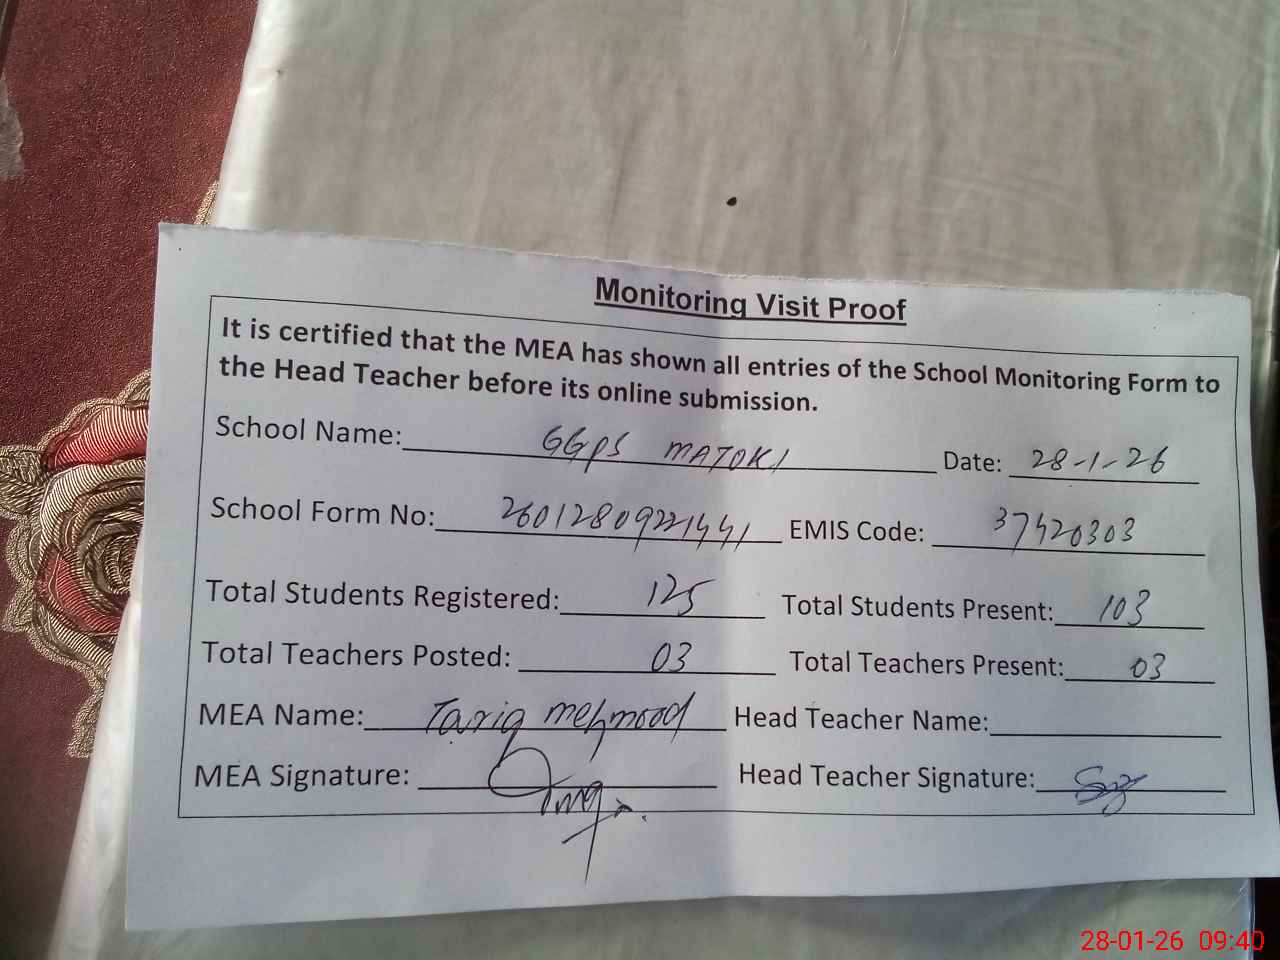 Monitoring Visit Proof
It is certified that the MEA has shown all entries of the School Monitoring Form to
the Head Teacher before its online submission.
School Name: GGPS MATOKI Date: 28-1-26
School Form No: 26012809221441 EMIS Code: 37420303
Total Students Registered: 125 Total Students Present: 103
Total Teachers Posted: 03 Total Teachers Present: 03
MEA Name: Tariq mehmood Head Teacher Name:
MEA Signature: Head Teacher Signature:
28-01-26 09:40